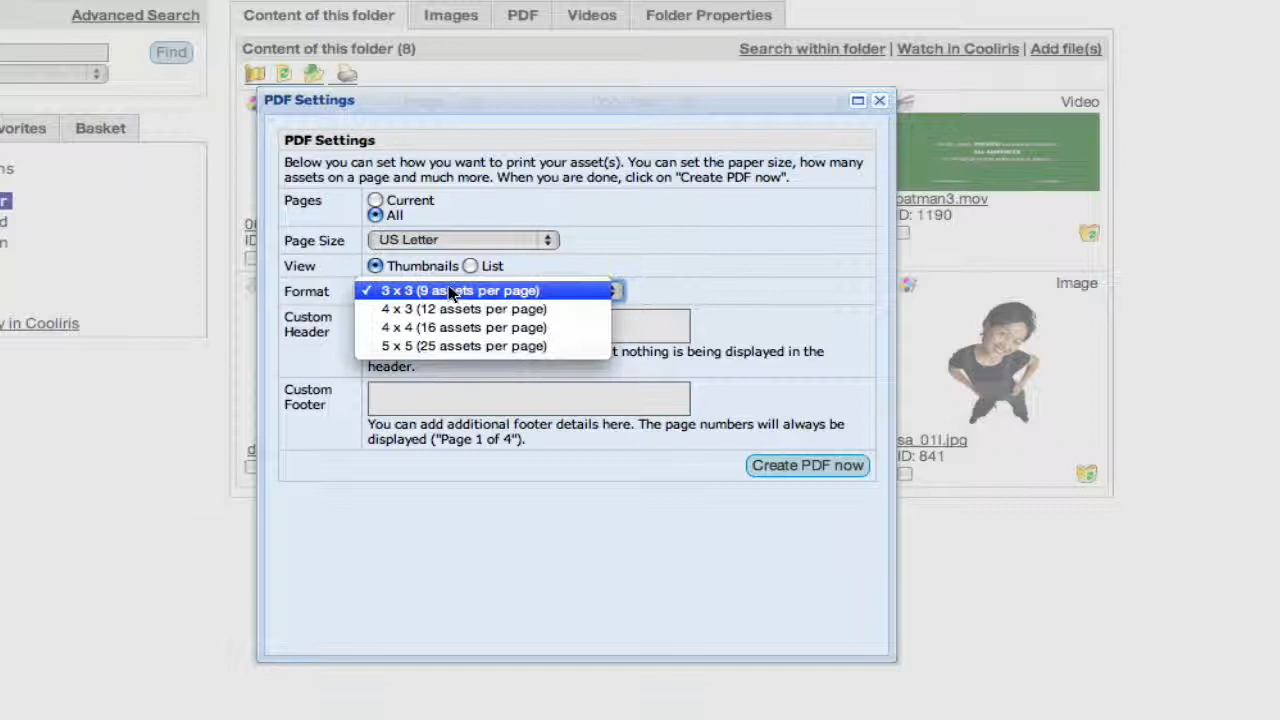 Advanced Search
Content of this folder
Images
PDF
Videos
Folder Properties
Find
Content of this folder (8)
Search within folder | Watch in Cooliris | Add file(s)
Basket
PDF Settings
Video
PDF Settings
Below you can set how you want to print your asset(s). You can set the paper size, how many
assets on a page and much more. When you are done, click on "Create PDF now".
Pages
Current
All
Page Size
US Letter
View
Thumbnails
List
Format
✓ 3 x 3 (9 assets per page)
4 x 3 (12 assets per page)
4 x 4 (16 assets per page)
5 x 5 (25 assets per page)
Custom
Header
t nothing is being displayed in the
header.
Custom
Footer
You can add additional footer details here. The page numbers will always be
displayed ("Page 1 of 4").
Create PDF now
batman3.mov
ID: 1190
Image
sa_01l.jpg
ID: 841
y in Cooliris
vorites